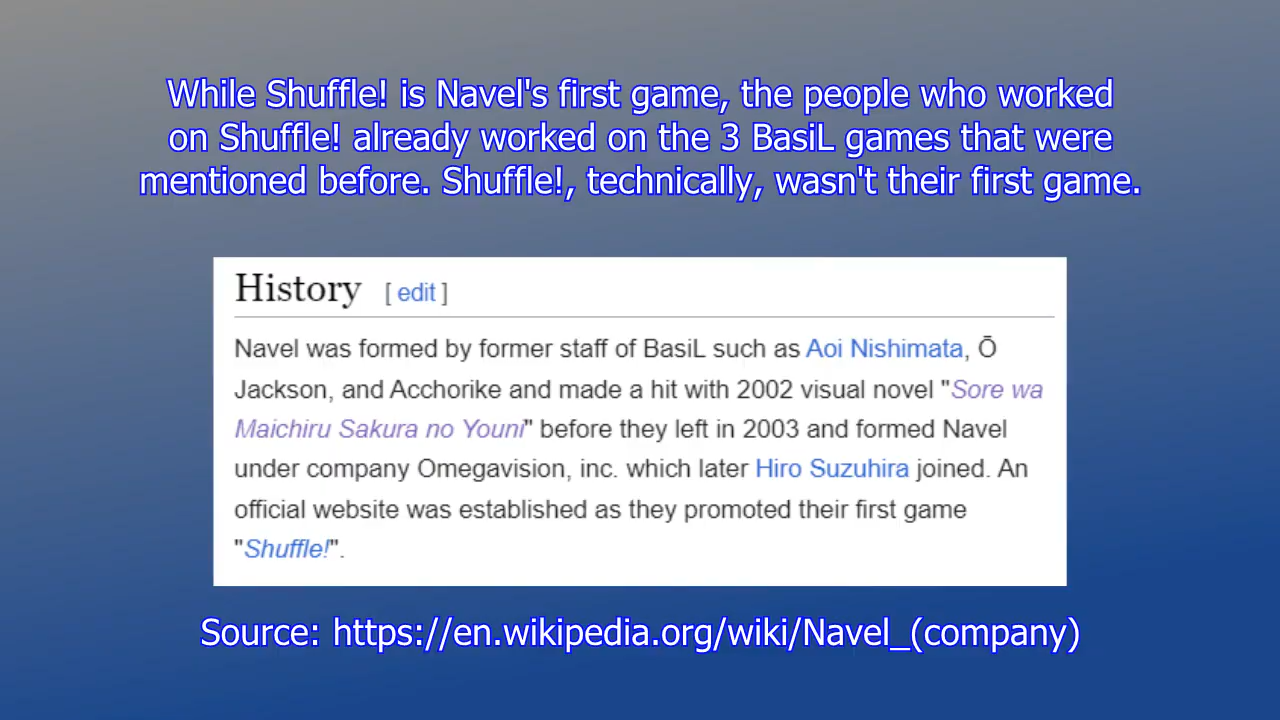 While Shuffle! is Navel's first game, the people who worked
on Shuffle! already worked on the 3 BasiL games that were
mentioned before. Shuffle!, technically, wasn't their first game.
History [ edit ]
Navel was formed by former staff of BasiL such as Aoi Nishimata, Ō
Jackson, and Acchorike and made a hit with 2002 visual novel "Sore wa
Maichiru Sakura no Youni" before they left in 2003 and formed Navel
under company Omegavision, inc. which later Hiro Suzuhira joined. An
official website was established as they promoted their first game
"Shuffle!".
Source: https://en.wikipedia.org/wiki/Navel_(company)